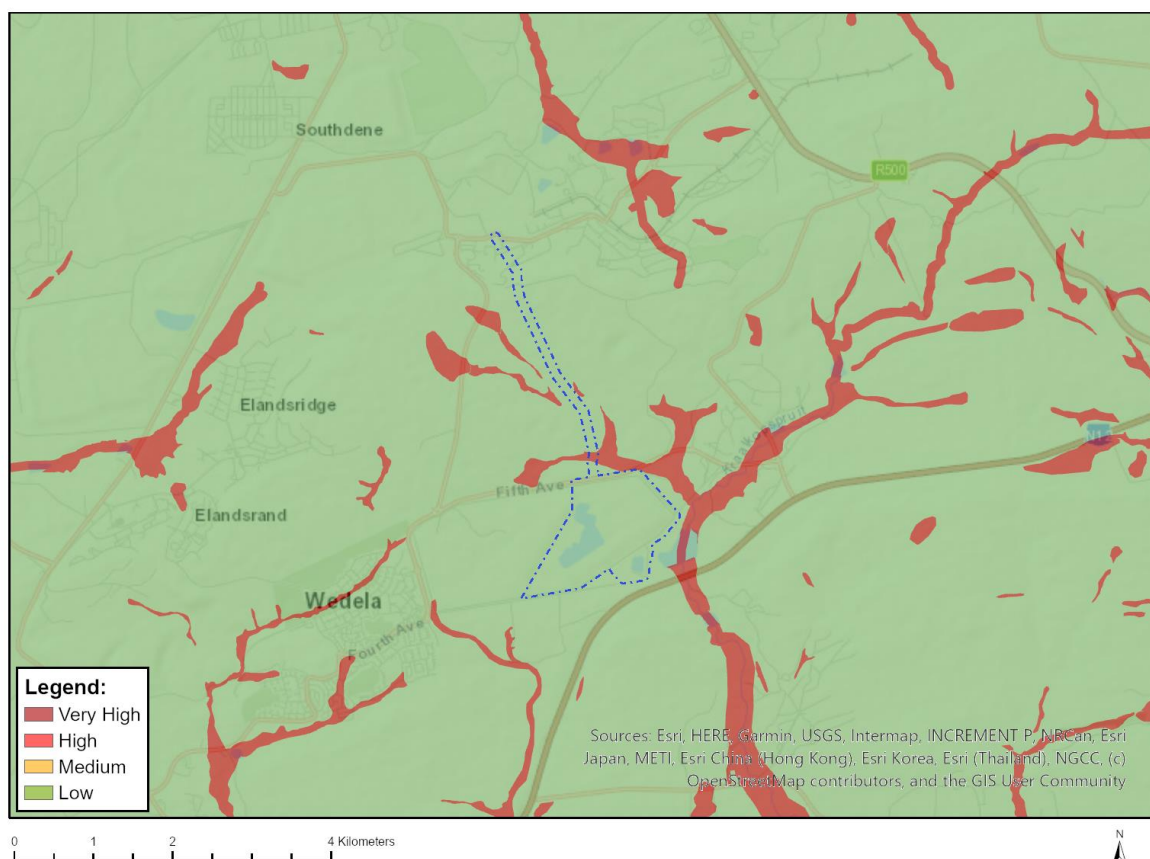 Southdene
R500
Elandsridge
Kraalkopspruit
N12
Fifth Ave
Elandsrand
Wedela
Fourth Ave
Legend:
Very High
High
Medium
Low
Sources: Esri, HERE, Garmin, USGS, Intermap, INCREMENT P, NRCan, Esri
Japan, METI, Esri China (Hong Kong), Esri Korea, Esri (Thailand), NGCC, (c)
OpenStreetMap contributors, and the GIS User Community
0 1 2 4 Kilometers
N